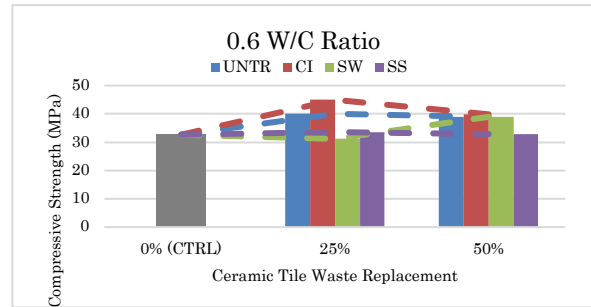 0.6 W/C Ratio
UNTR CI SW SS
Compressive Strength (MPa)
50
40
30
20
10
0
0% (CTRL) 25% 50%
Ceramic Tile Waste Replacement